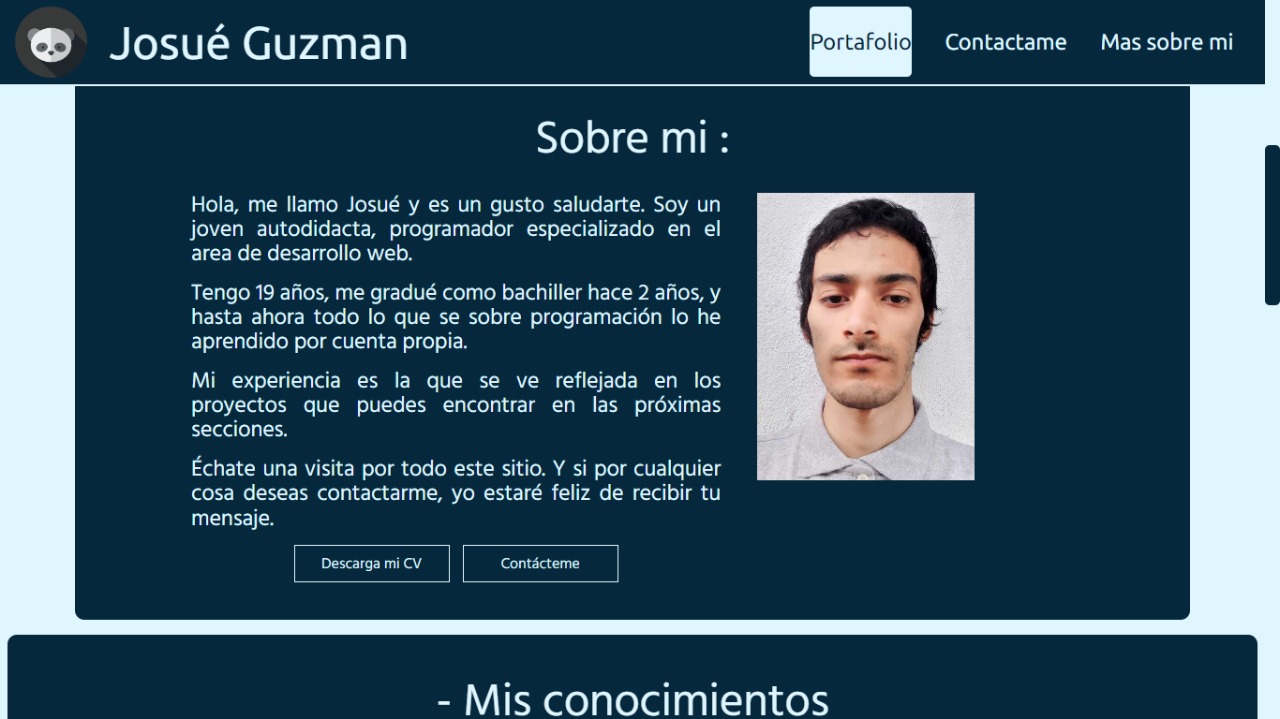 Josué Guzman
Portafolio
Contactame
Mas sobre mi
Sobre mi :
Hola, me llamo Josué y es un gusto saludarte. Soy un
joven autodidacta, programador especializado en el
area de desarrollo web.
Tengo 19 años, me gradué como bachiller hace 2 años, y
hasta ahora todo lo que se sobre programación lo he
aprendido por cuenta propia.
Mi experiencia es la que se ve reflejada en los
proyectos que puedes encontrar en las próximas
secciones.
Échate una visita por todo este sitio. Y si por cualquier
cosa deseas contactarme, yo estaré feliz de recibir tu
mensaje.
Descarga mi CV
Contácteme
- Mis conocimientos